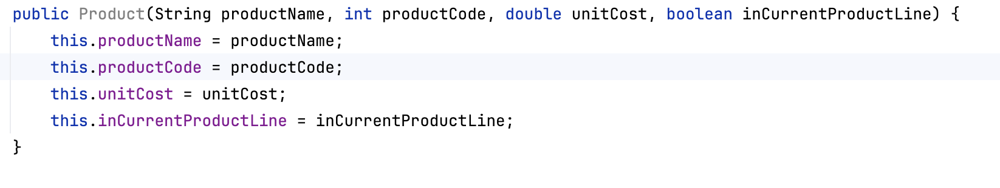 public Product(String productName, int productCode, double unitCost, boolean inCurrentProductLine) {
    this.productName = productName;
    this.productCode = productCode;
    this.unitCost = unitCost;
    this.inCurrentProductLine = inCurrentProductLine;
}